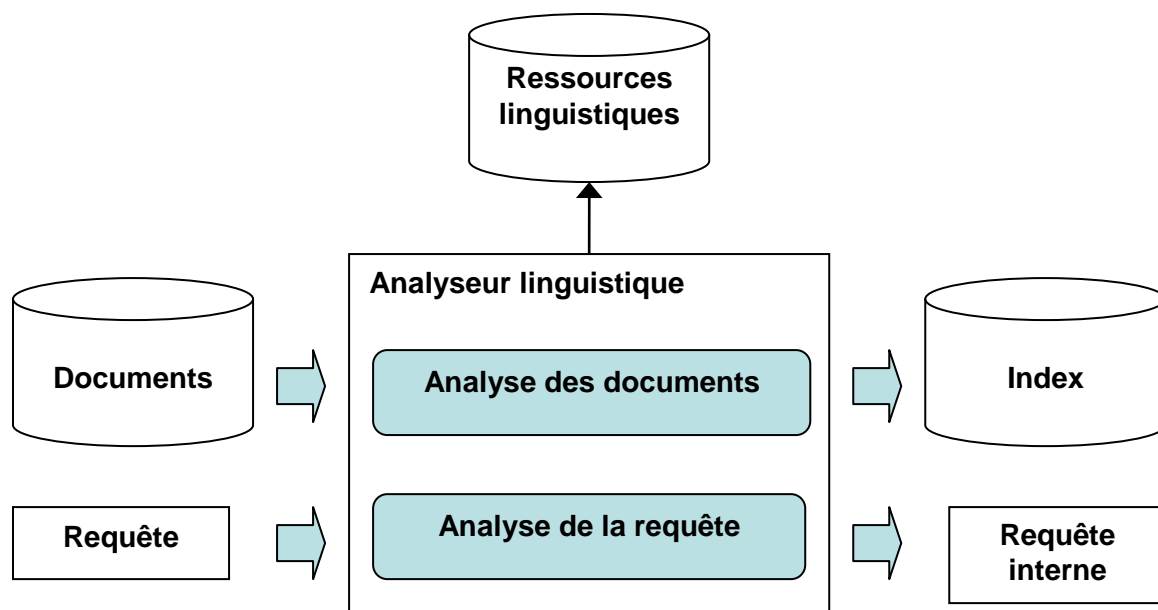 Ressources
linguistiques
Analyseur linguistique
Documents
Analyse des documents
Index
Requête
Analyse de la requête
Requête
interne